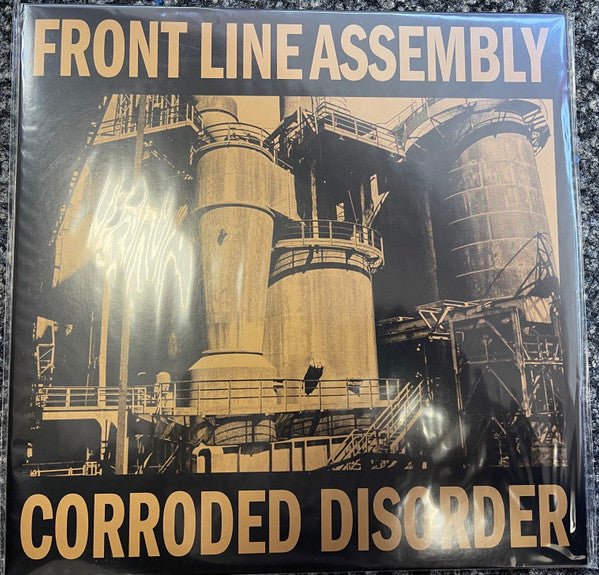 FRONT LINE ASSEMBLY
CORRODED DISORDER